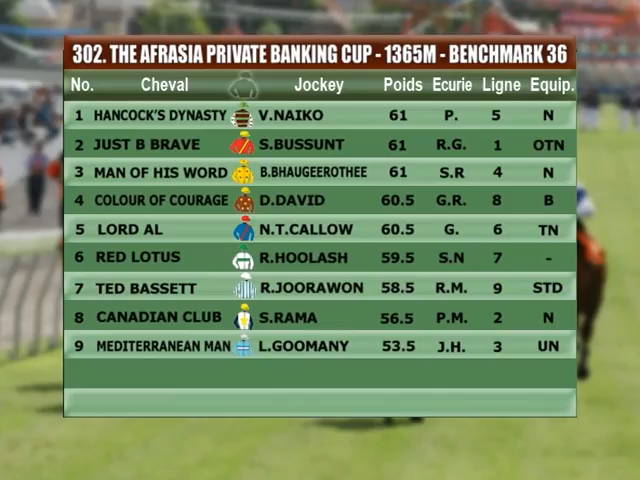 302. THE AFRASIA PRIVATE BANKING CUP - 1365M - BENCHMARK 36
No. Cheval Jockey Poids Ecurie Ligne Equip.
1 HANCOCK'S DYNASTY V.NAIKO 61 P. 5 N
2 JUST B BRAVE S.BUSSUNT 61 R.G. 1 OTN
3 MAN OF HIS WORD B.BHAUGEEROTHEE 61 S.R 4 N
4 COLOUR OF COURAGE D.DAVID 60.5 G.R. 8 B
5 LORD AL N.T.CALLOW 60.5 G. 6 TN
6 RED LOTUS R.HOOLASH 59.5 S.N 7 -
7 TED BASSETT R.JOORAWON 58.5 R.M. 9 STD
8 CANADIAN CLUB S.RAMA 56.5 P.M. 2 N
9 MEDITERRANEAN MAN L.GOOMANY 53.5 J.H. 3 UN